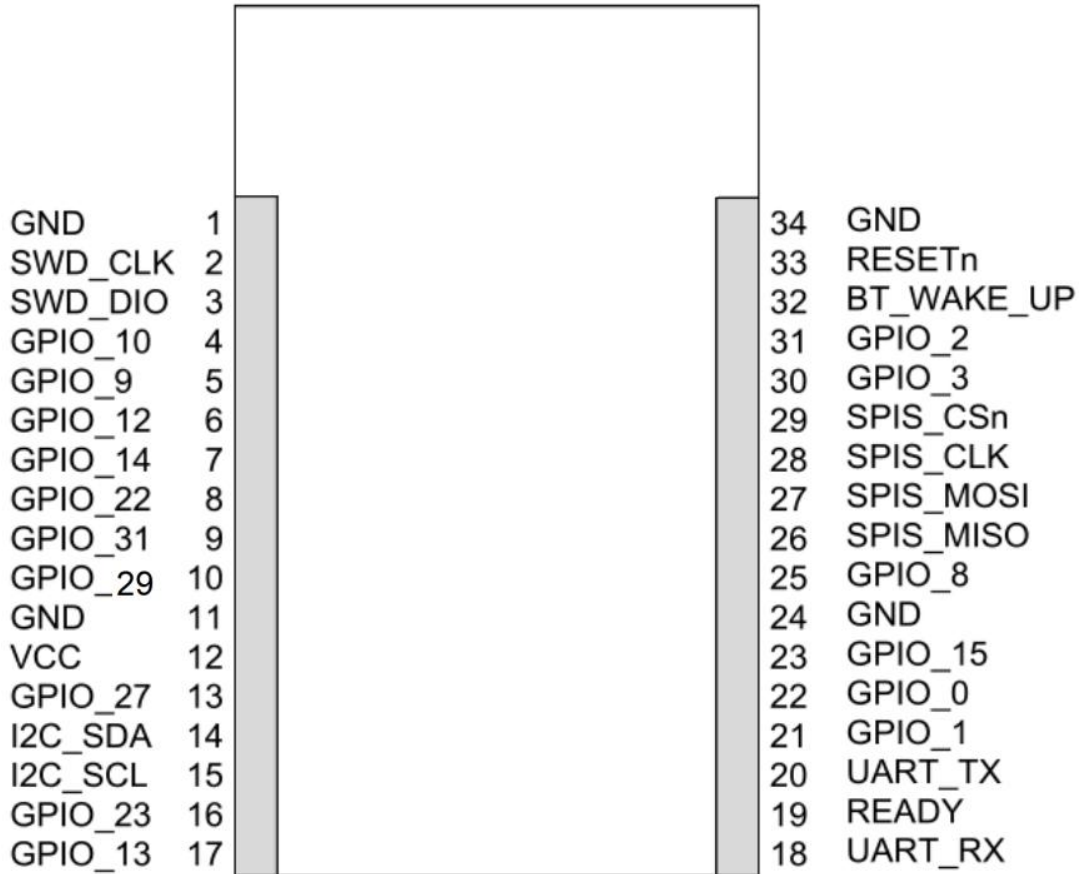 GND 1
SWD_CLK 2
SWD_DIO 3
GPIO_10 4
GPIO_9 5
GPIO_12 6
GPIO_14 7
GPIO_22 8
GPIO_31 9
GPIO_29 10
GND 11
VCC 12
GPIO_27 13
I2C_SDA 14
I2C_SCL 15
GPIO_23 16
GPIO_13 17
34 GND
33 RESETn
32 BT_WAKE_UP
31 GPIO_2
30 GPIO_3
29 SPIS_CSn
28 SPIS_CLK
27 SPIS_MOSI
26 SPIS_MISO
25 GPIO_8
24 GND
23 GPIO_15
22 GPIO_0
21 GPIO_1
20 UART_TX
19 READY
18 UART_RX